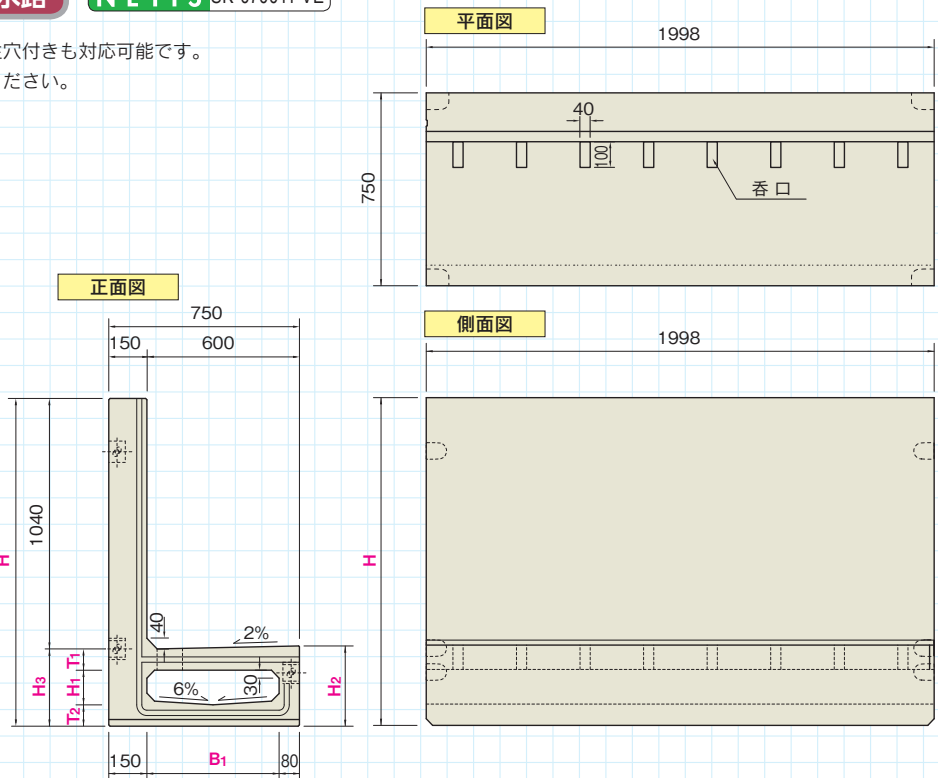 水路
NETIS
穴付きも対応可能です。
ださい。
平面図
1998
40
100
750
呑口
正面図
750
150
600
1040
H
40
2%
T1
H3
H1
6%
30
H2
T2
150
B1
80
側面図
1998
H